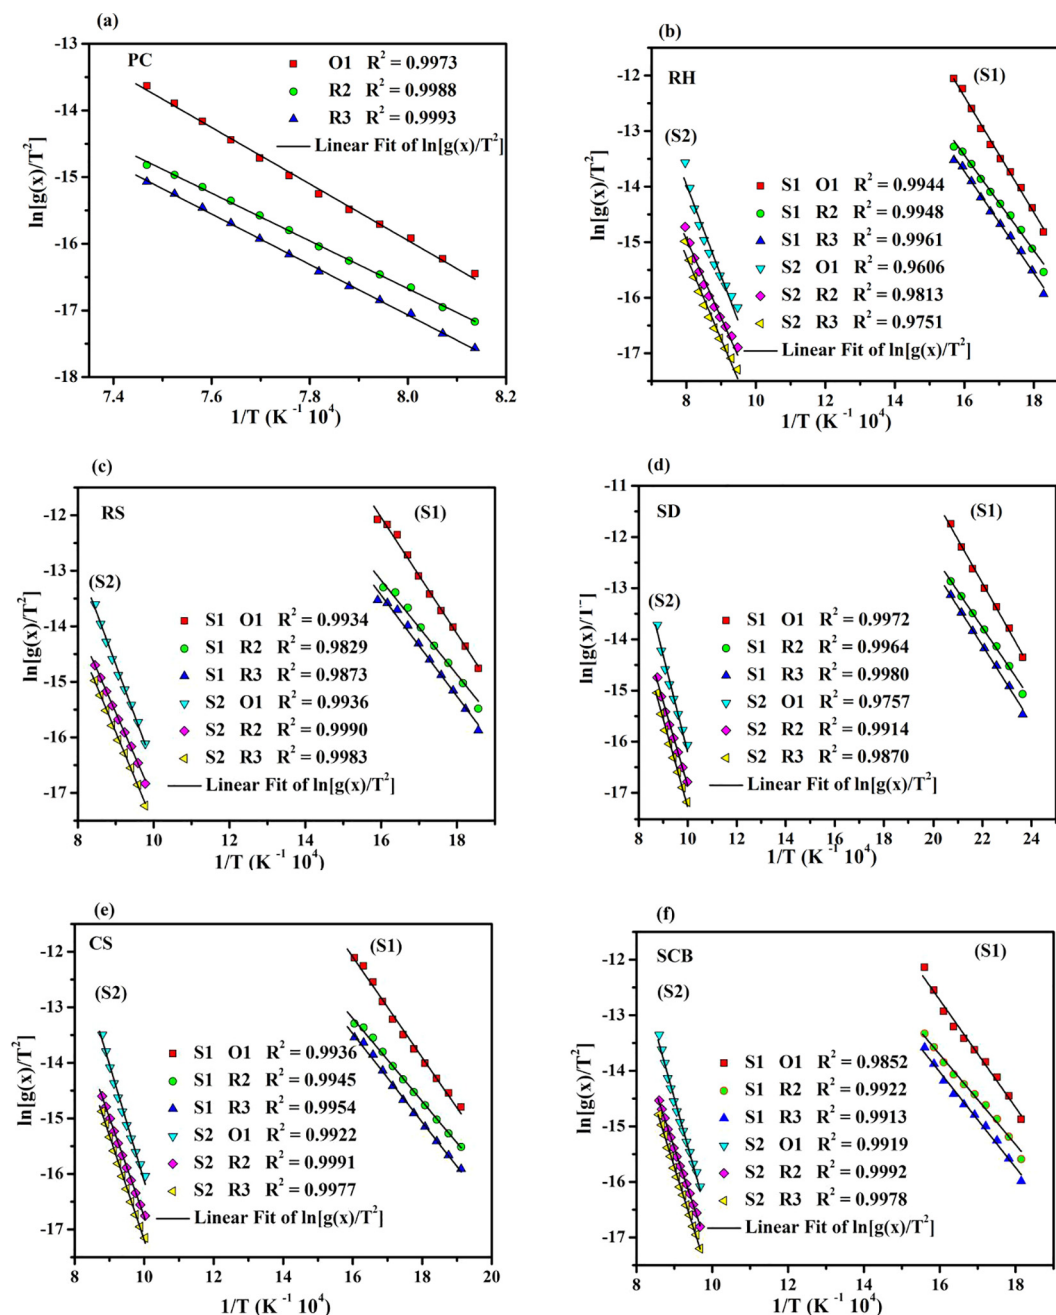 (a)
PC
O1 R² = 0.9973
R2 R² = 0.9988
R3 R² = 0.9993
Linear Fit of ln[g(x)/T²]
-13
-14
-15
-16
-17
-18
ln[g(x)/T²]
7.4 7.6 7.8 8.0 8.2
1/T (K⁻¹ 10⁴)
(b)
RH
(S1)
(S2)
S1 O1 R² = 0.9944
S1 R2 R² = 0.9948
S1 R3 R² = 0.9961
S2 O1 R² = 0.9606
S2 R2 R² = 0.9813
S2 R3 R² = 0.9751
Linear Fit of ln[g(x)/T²]
-12
-13
-14
-15
-16
-17
ln[g(x)/T²]
8 10 12 14 16 18
1/T (K⁻¹ 10⁴)
(c)
RS
(S1)
(S2)
S1 O1 R² = 0.9934
S1 R2 R² = 0.9829
S1 R3 R² = 0.9873
S2 O1 R² = 0.9936
S2 R2 R² = 0.9990
S2 R3 R² = 0.9983
Linear Fit of ln[g(x)/T²]
-12
-13
-14
-15
-16
-17
ln[g(x)/T²]
8 10 12 14 16 18
1/T (K⁻¹ 10⁴)
(d)
SD
(S1)
(S2)
S1 O1 R² = 0.9972
S1 R2 R² = 0.9964
S1 R3 R² = 0.9980
S2 O1 R² = 0.9757
S2 R2 R² = 0.9914
S2 R3 R² = 0.9870
Linear Fit of ln[g(x)/T²]
-11
-12
-13
-14
-15
-16
-17
ln[g(x)/T
8 10 12 14 16 18 20 22 24
1/T (K⁻¹ 10⁴)
(e)
CS
(S1)
(S2)
S1 O1 R² = 0.9936
S1 R2 R² = 0.9945
S1 R3 R² = 0.9954
S2 O1 R² = 0.9922
S2 R2 R² = 0.9991
S2 R3 R² = 0.9977
Linear Fit of ln[g(x)/T²]
-12
-13
-14
-15
-16
-17
ln[g(x)/T²]
8 10 12 14 16 18 20
1/T (K⁻¹ 10⁴)
(f)
SCB
(S1)
(S2)
S1 O1 R² = 0.9852
S1 R2 R² = 0.9922
S1 R3 R² = 0.9913
S2 O1 R² = 0.9919
S2 R2 R² = 0.9992
S2 R3 R² = 0.9978
Linear Fit of ln[g(x)/T²]
-12
-13
-14
-15
-16
-17
ln[g(x)/T²]
8 10 12 14 16 18
1/T (K⁻¹ 10⁴)